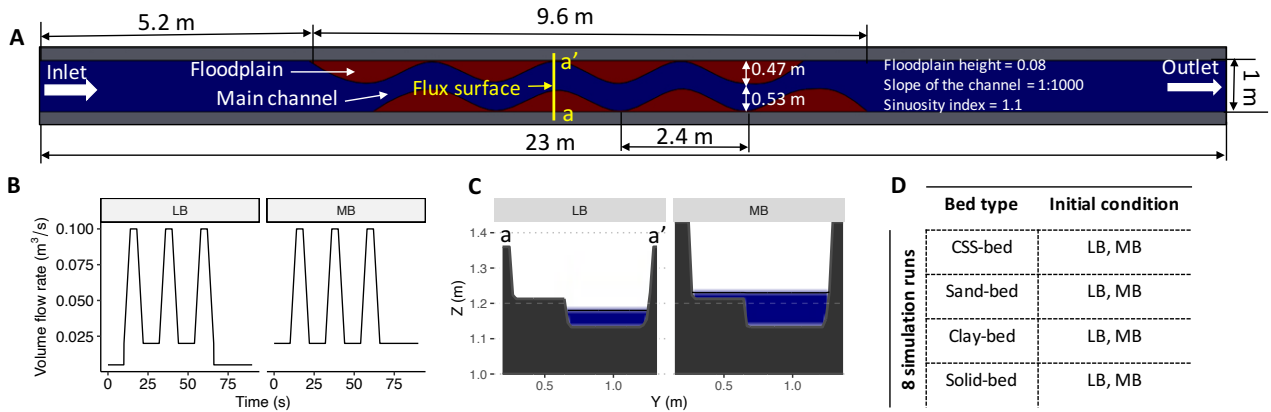 A
5.2 m
9.6 m
Inlet
Floodplain
Main channel
Flux surface
a'
a
0.47 m
0.53 m
Floodplain height = 0.08
Slope of the channel = 1:1000
Sinuosity index = 1.1
Outlet
1 m
2.4 m
23 m
B
LB
MB
Volume flow rate (m³/s)
0.100
0.075
0.050
0.025
0
25
50
75
0
25
50
75
Time (s)
C
LB
MB
a
a'
Z (m)
1.4
1.3
1.2
1.1
1.0
0.5
1.0
0.5
1.0
Y (m)
D
8 simulation runs
Bed type Initial condition
CSS-bed LB, MB
Sand-bed LB, MB
Clay-bed LB, MB
Solid-bed LB, MB